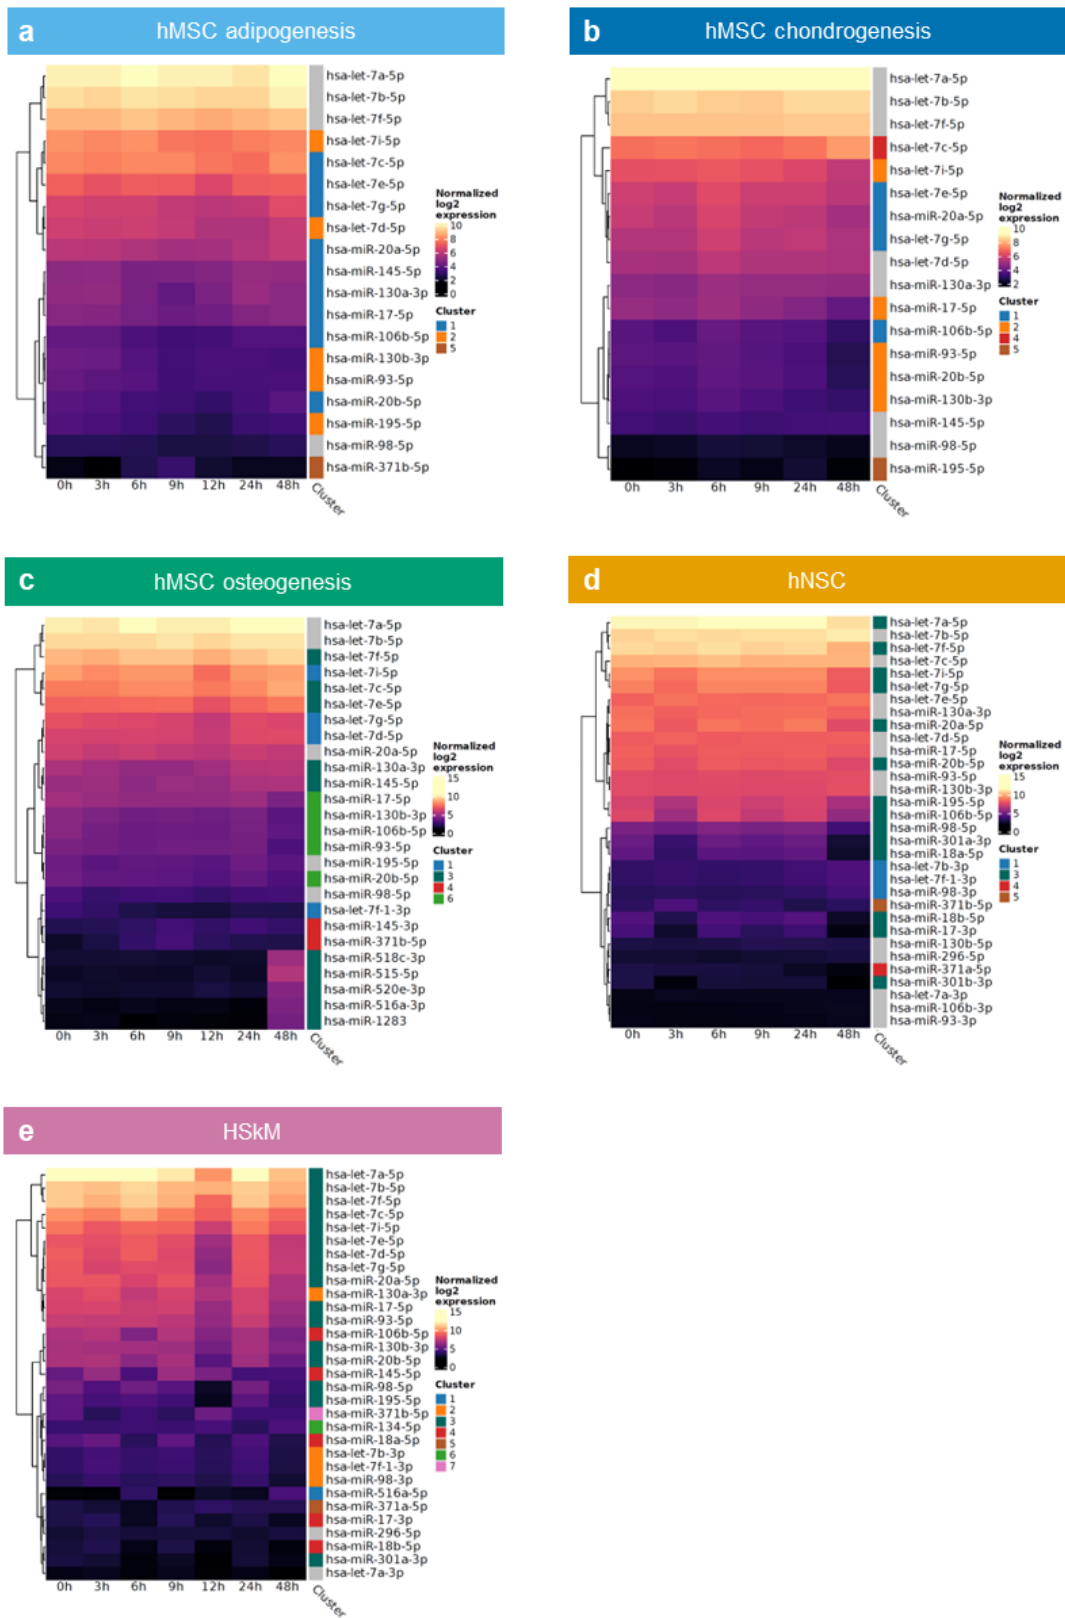 a hMSC adipogenesis
hsa-let-7a-5p
hsa-let-7b-5p
hsa-let-7f-5p
hsa-let-7i-5p
hsa-let-7c-5p
hsa-let-7e-5p
hsa-let-7g-5p
hsa-let-7d-5p
hsa-miR-20a-5p
hsa-miR-145-5p
hsa-miR-130a-3p
hsa-miR-17-5p
hsa-miR-106b-5p
hsa-miR-130b-3p
hsa-miR-93-5p
hsa-miR-20b-5p
hsa-miR-195-5p
hsa-miR-98-5p
hsa-miR-371b-5p
0h 3h 6h 9h 12h 24h 48h
Cluster
Normalized
log2
expression
10
8
6
4
2
0
Cluster
1
2
5
b hMSC chondrogenesis
hsa-let-7a-5p
hsa-let-7b-5p
hsa-let-7f-5p
hsa-let-7c-5p
hsa-let-7i-5p
hsa-let-7e-5p
hsa-miR-20a-5p
hsa-let-7g-5p
hsa-let-7d-5p
hsa-miR-130a-3p
hsa-miR-17-5p
hsa-miR-106b-5p
hsa-miR-93-5p
hsa-miR-20b-5p
hsa-miR-130b-3p
hsa-miR-145-5p
hsa-miR-98-5p
hsa-miR-195-5p
0h 3h 6h 9h 24h 48h
Cluster
Normalized
log2
expression
10
8
6
4
2
Cluster
1
2
4
5
c hMSC osteogenesis
hsa-let-7a-5p
hsa-let-7b-5p
hsa-let-7f-5p
hsa-let-7i-5p
hsa-let-7c-5p
hsa-let-7e-5p
hsa-let-7g-5p
hsa-let-7d-5p
hsa-miR-20a-5p
hsa-miR-130a-3p
hsa-miR-145-5p
hsa-miR-17-5p
hsa-miR-130b-3p
hsa-miR-106b-5p
hsa-miR-93-5p
hsa-miR-195-5p
hsa-miR-20b-5p
hsa-miR-98-5p
hsa-let-7f-1-3p
hsa-miR-145-3p
hsa-miR-371b-5p
hsa-miR-518c-3p
hsa-miR-515-5p
hsa-miR-520e-3p
hsa-miR-516a-3p
hsa-miR-1283
0h 3h 6h 9h 12h 24h 48h
Cluster
Normalized
log2
expression
15
10
5
0
Cluster
1
3
4
6
d hNSC
hsa-let-7a-5p
hsa-let-7b-5p
hsa-let-7f-5p
hsa-let-7c-5p
hsa-let-7i-5p
hsa-let-7g-5p
hsa-let-7e-5p
hsa-miR-130a-3p
hsa-miR-20a-5p
hsa-let-7d-5p
hsa-miR-17-5p
hsa-miR-20b-5p
hsa-miR-93-5p
hsa-miR-130b-3p
hsa-miR-195-5p
hsa-miR-106b-5p
hsa-miR-98-5p
hsa-miR-301a-3p
hsa-miR-18a-5p
hsa-let-7b-3p
hsa-let-7f-1-3p
hsa-miR-98-3p
hsa-miR-371b-5p
hsa-miR-18b-5p
hsa-miR-17-3p
hsa-miR-130b-5p
hsa-miR-296-5p
hsa-miR-371a-5p
hsa-miR-301b-3p
hsa-let-7a-3p
hsa-miR-106b-3p
hsa-miR-93-3p
0h 3h 6h 9h 24h 48h
Cluster
Normalized
log2
expression
15
10
5
0
Cluster
1
3
4
5
e HSkM
hsa-let-7a-5p
hsa-let-7b-5p
hsa-let-7f-5p
hsa-let-7c-5p
hsa-let-7i-5p
hsa-let-7e-5p
hsa-let-7d-5p
hsa-let-7g-5p
hsa-miR-20a-5p
hsa-miR-130a-3p
hsa-miR-17-5p
hsa-miR-93-5p
hsa-miR-106b-5p
hsa-miR-130b-3p
hsa-miR-20b-5p
hsa-miR-145-5p
hsa-miR-98-5p
hsa-miR-195-5p
hsa-miR-371b-5p
hsa-miR-134-5p
hsa-miR-18a-5p
hsa-let-7b-3p
hsa-let-7f-1-3p
hsa-miR-98-3p
hsa-miR-516a-5p
hsa-miR-371a-5p
hsa-miR-17-3p
hsa-miR-296-5p
hsa-miR-18b-5p
hsa-miR-301a-3p
hsa-let-7a-3p
0h 3h 6h 9h 12h 24h 48h
Cluster
Normalized
log2
expression
15
10
5
0
Cluster
1
2
3
4
5
6
7